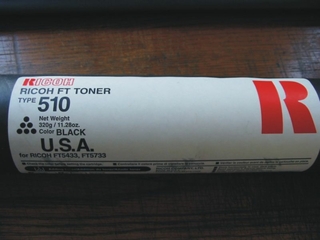 RICOH
RICOH FT TONER
TYPE 510
Net Weight
320g / 11.28oz.
Color BLACK
U.S.A.
for RICOH FT5433, FT5733
R